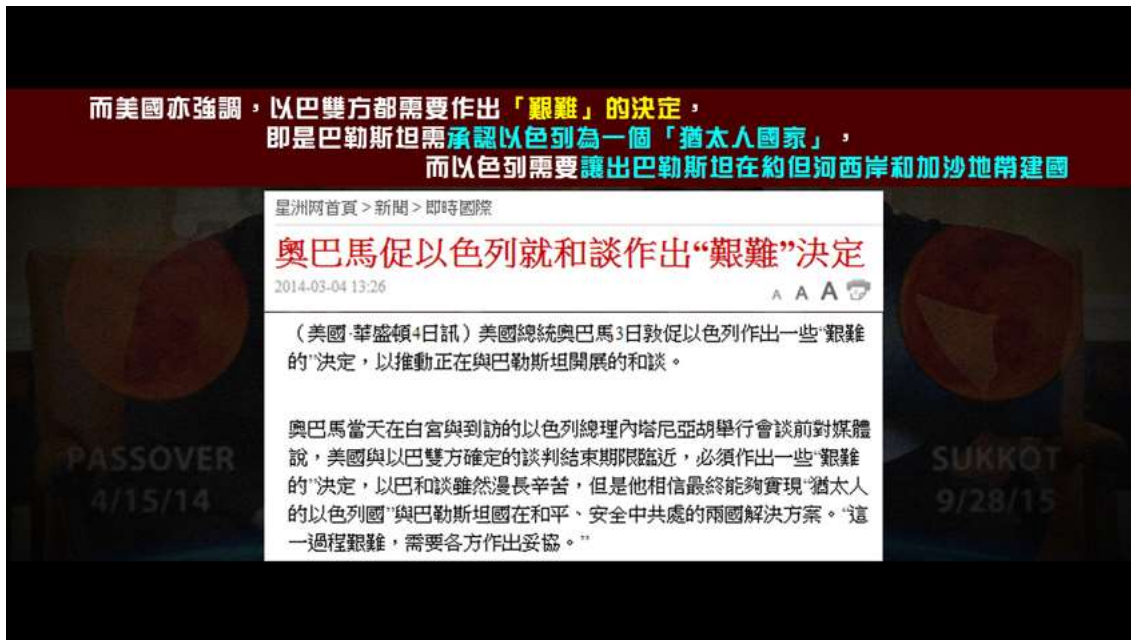 而美國亦強調，以巴雙方都需要作出「艱難」的決定，
即是巴勒斯坦需承認以色列為一個「猶太人國家」，
而以色列需要讓出巴勒斯坦在約但河西岸和加沙地帶建國
星洲网首頁>新聞>即時國際
奧巴馬促以色列就和談作出“艱難”決定
2014-03-04 13:26
A A A
（美國·華盛頓4日訊）美國總統奧巴馬3日敦促以色列作出一些“艱難
的”決定，以推動正在與巴勒斯坦開展的和談。
奧巴馬當天在白宮與到訪的以色列總理內塔尼亞胡舉行會談前對媒體
說，美國與以巴雙方確定的談判結束期限臨近，必須作出一些“艱難
的”決定，以巴和談雖然漫長辛苦，但是他相信最終能夠實現“猶太人
的以色列國”與巴勒斯坦國在和平、安全中共處的兩國解決方案。“這
一過程艱難，需要各方作出妥協。”
PASSOVER
4/15/14
SUKKOT
9/28/15